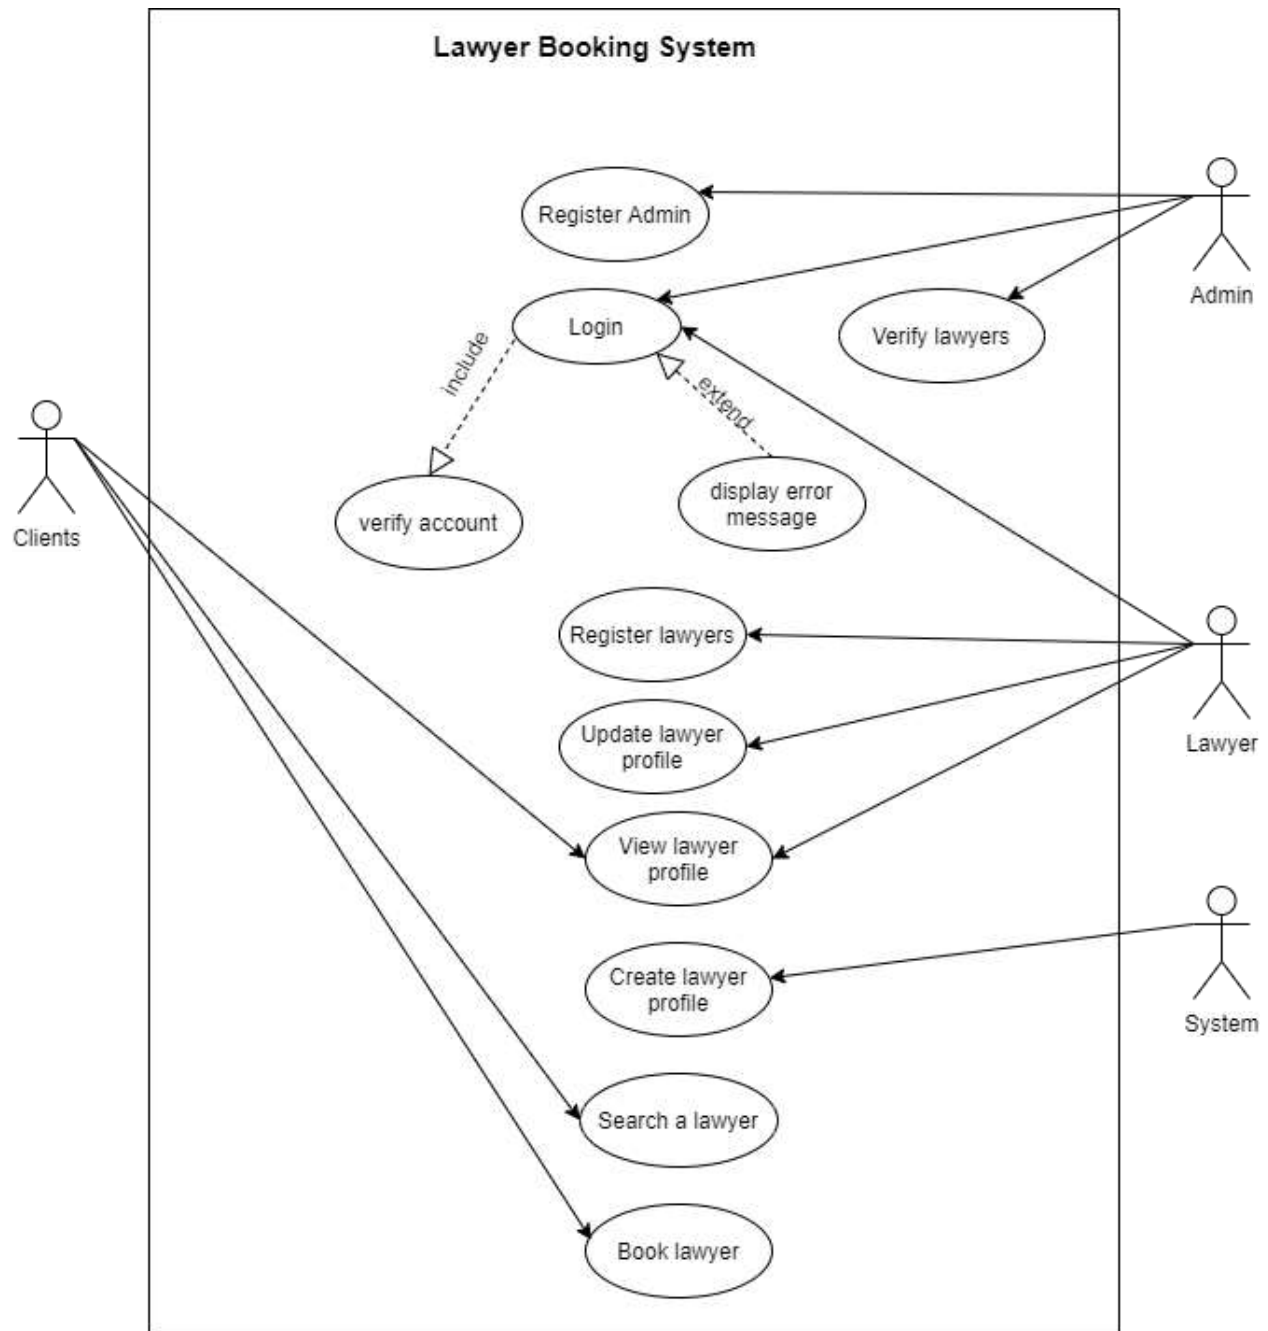 Lawyer Booking System
Register Admin
Admin
Login
Verify lawyers
include
extend
Clients
verify account
display error
message
Register lawyers
Update lawyer
profile
Lawyer
View lawyer
profile
Create lawyer
profile
System
Search a lawyer
Book lawyer